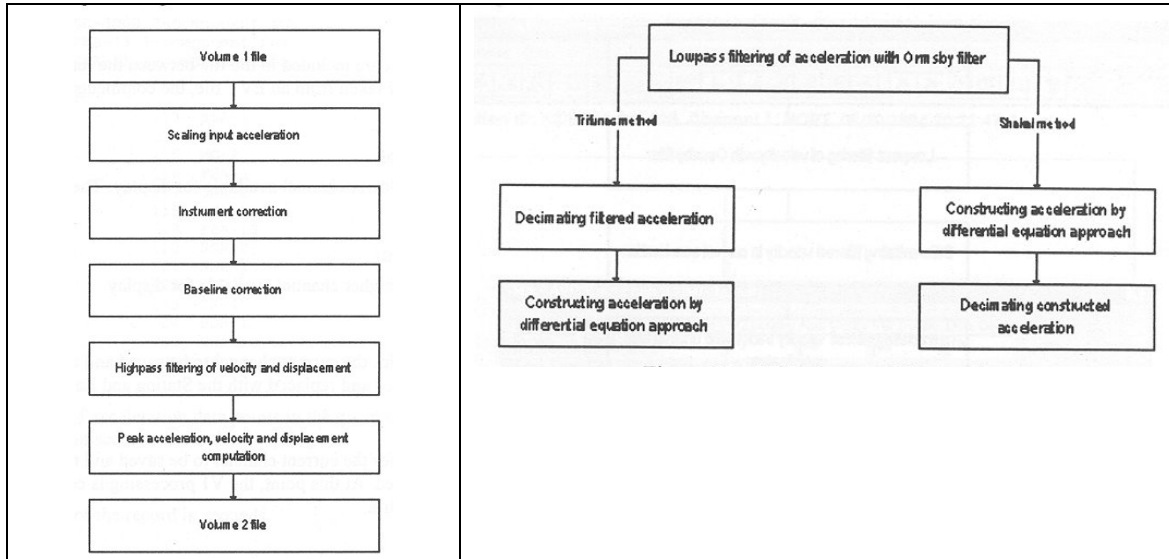 Volume 1 file
Scaling input acceleration
Instrument correction
Baseline correction
Highpass filtering of velocity and displacement
Peak acceleration, velocity and displacement
computation
Volume 2 file
Lowpass filtering of acceleration with Ormsby filter
Trifunac method
Shakal method
Decimating filtered acceleration
Constructing acceleration by
differential equation approach
Constructing acceleration by
differential equation approach
Decimating constructed
acceleration